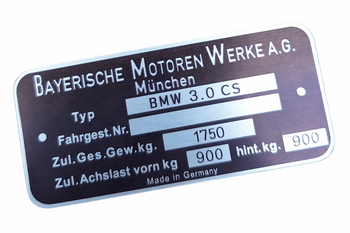 BAYERISCHE MOTOREN WERKE A.G.
München
Typ BMW 3.0 CS
Fahrgest.Nr.
Zul.Ges.Gew.kg. 1750
Zul.Achslast vorn kg 900 hint.kg. 900
Made in Germany